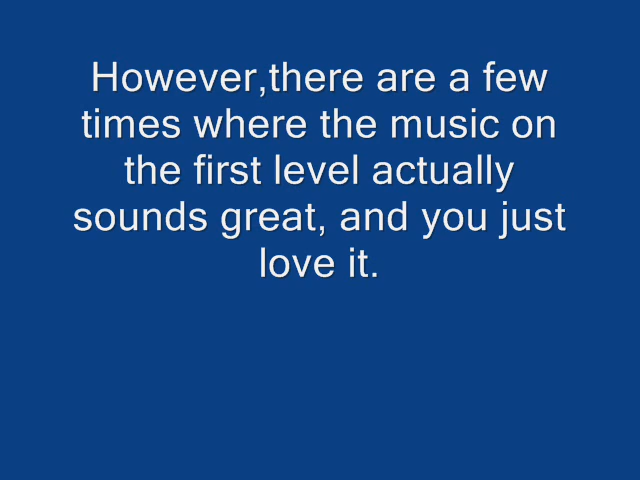 However,there are a few
times where the music on
the first level actually
sounds great, and you just
love it.